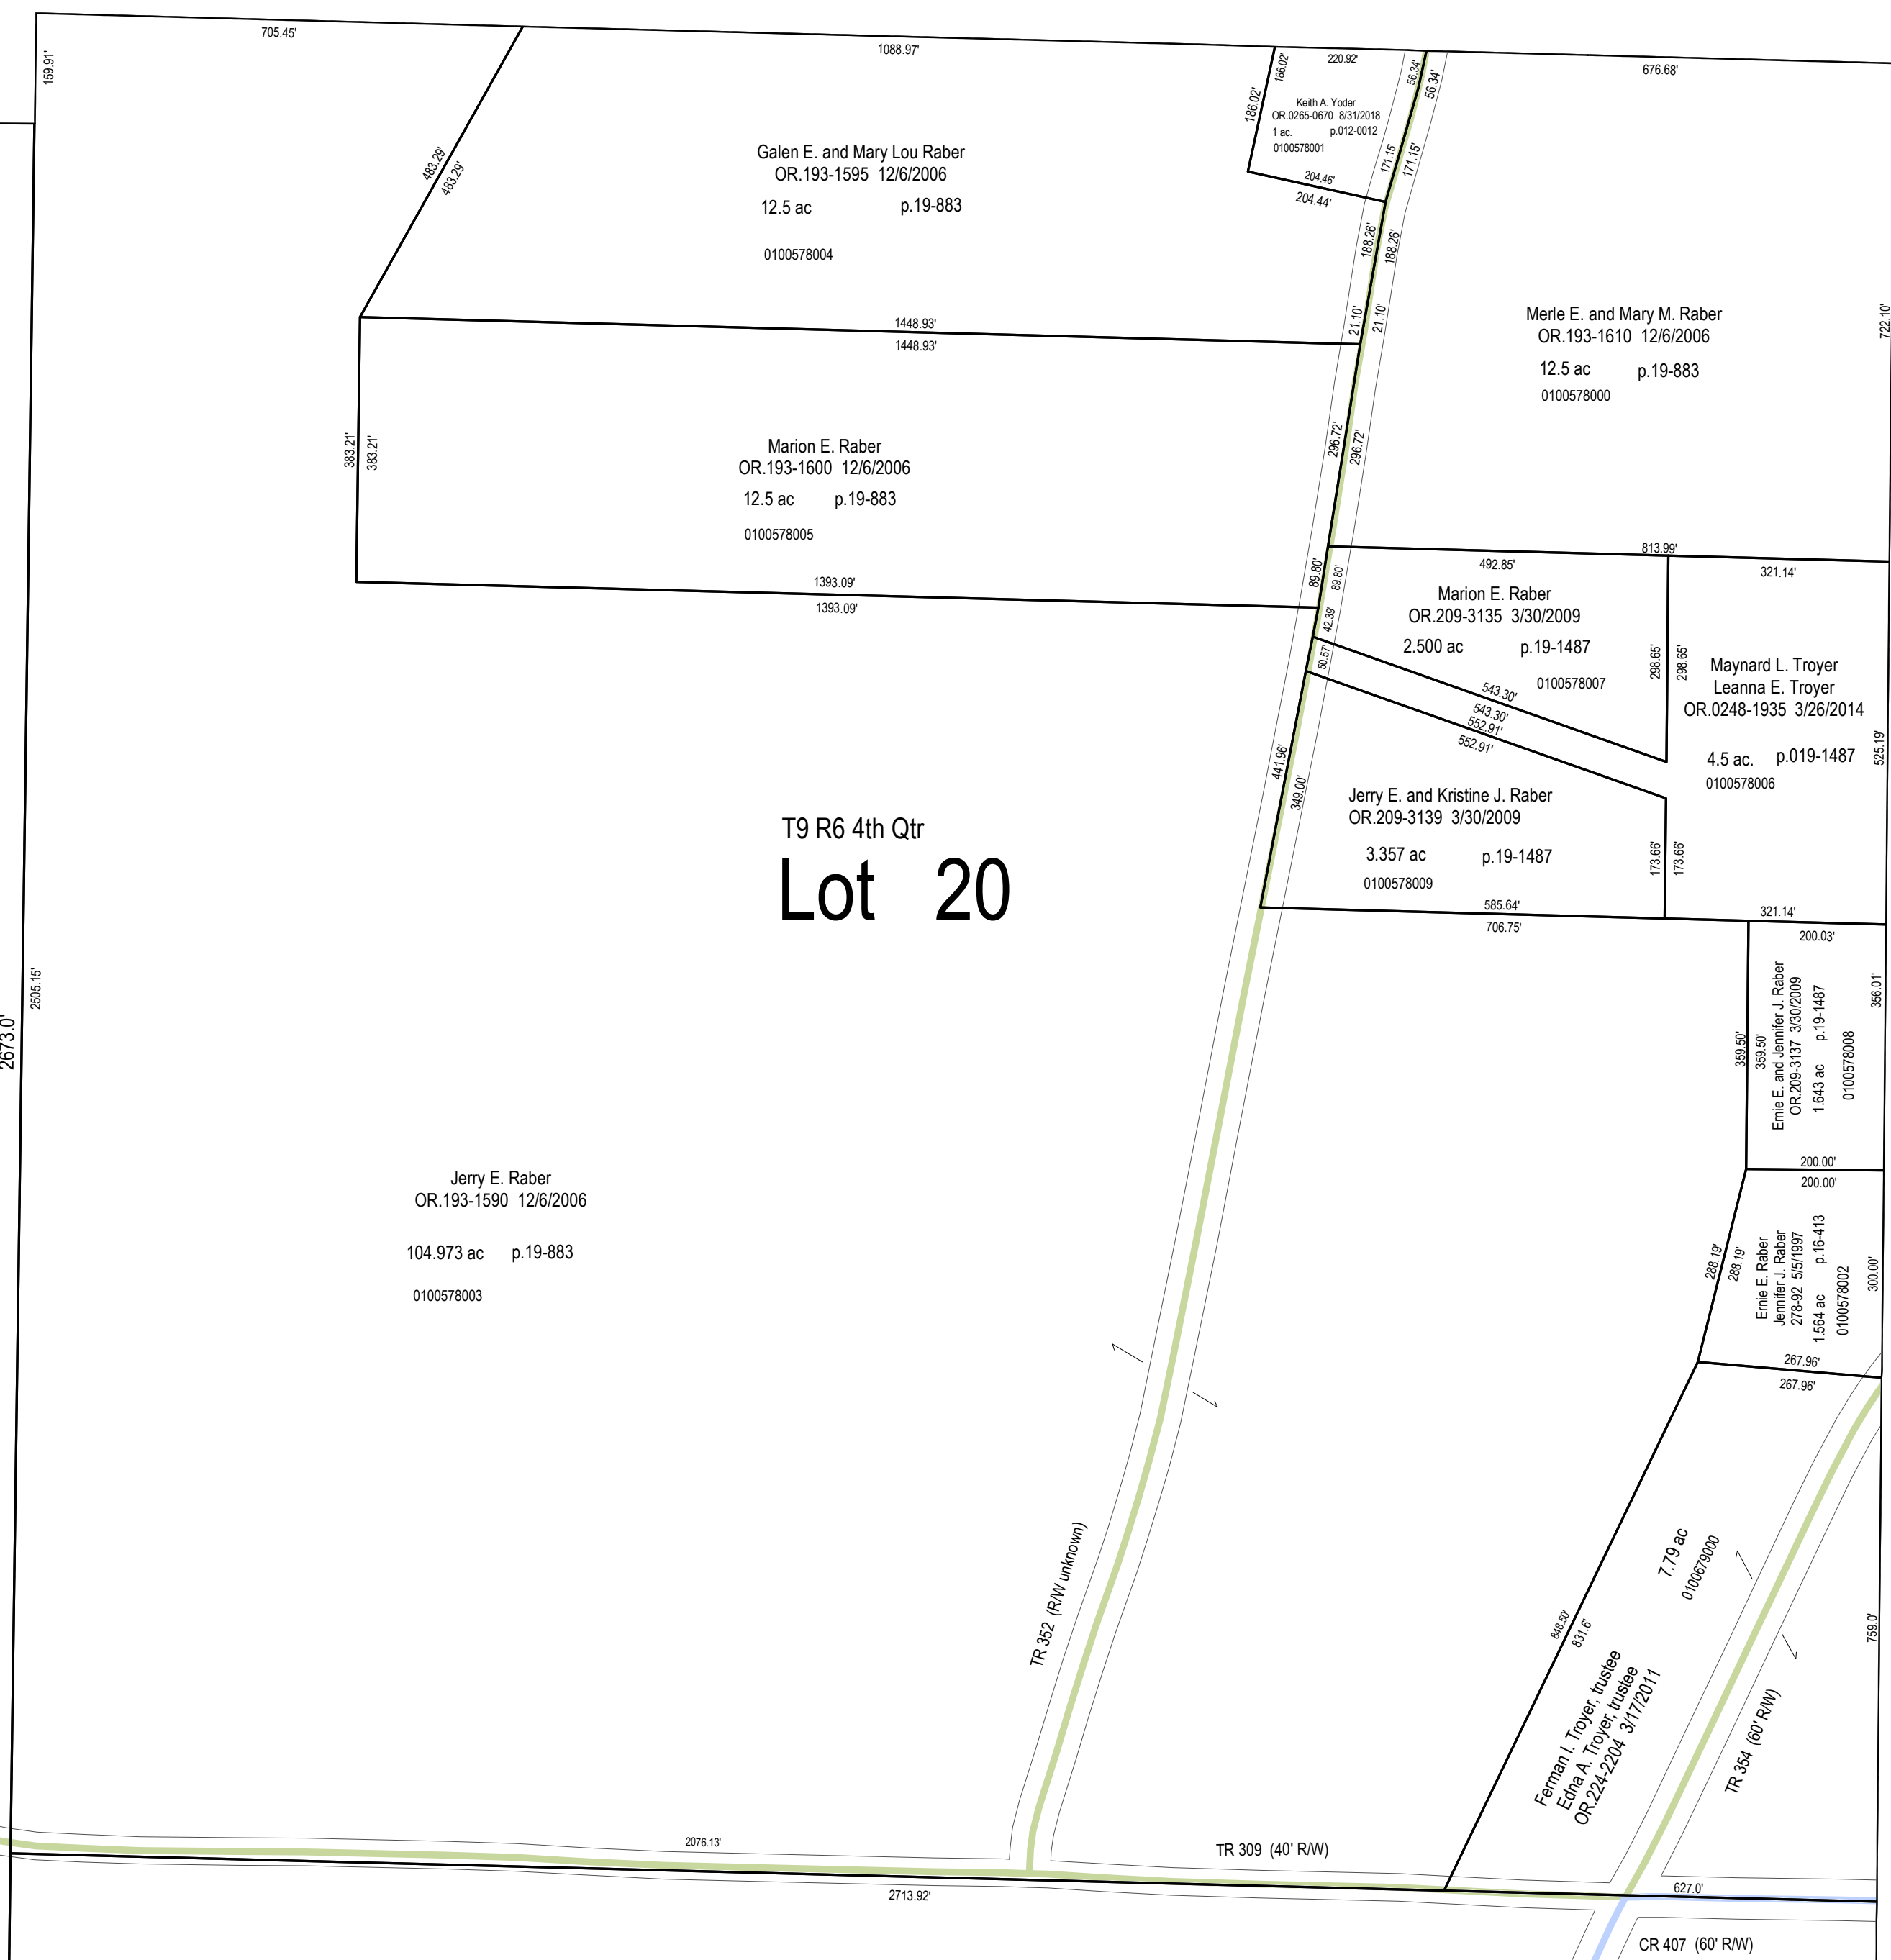 705.45'
1088.97'
220.92'
676.68'
159.91'
186.02'
186.02'
56.34'
56.34'
Keith A. Yoder
OR.0265-0670 8/31/2018
1 ac. p.012-0012
0100578001
171.15'
171.15'
204.46'
204.44'
483.29'
483.29'
Galen E. and Mary Lou Raber
OR.193-1595 12/6/2006
12.5 ac p.19-883
0100578004
188.26'
188.26'
21.10'
21.10'
1448.93'
1448.93'
Merle E. and Mary M. Raber
OR.193-1610 12/6/2006
12.5 ac p.19-883
0100578000
722.10'
383.21'
383.21'
Marion E. Raber
OR.193-1600 12/6/2006
12.5 ac p.19-883
0100578005
296.72'
296.72'
1393.09'
1393.09'
813.99'
492.85'
321.14'
89.80'
89.80'
42.39'
50.57'
Marion E. Raber
OR.209-3135 3/30/2009
2.500 ac p.19-1487
0100578007
298.65'
298.65'
Maynard L. Troyer
Leanna E. Troyer
OR.0248-1935 3/26/2014
4.5 ac. p.019-1487
0100578006
525.19'
543.30'
543.30'
552.91'
552.91'
441.96'
349.00'
Jerry E. and Kristine J. Raber
OR.209-3139 3/30/2009
3.357 ac p.19-1487
0100578009
173.66'
173.66'
T9 R6 4th Qtr
Lot 20
585.64'
706.75'
321.14'
200.03'
2505.15'
2673.0'
359.50'
359.50'
Ernie E. and Jennifer J. Raber
OR.209-3137 3/30/2009
1.643 ac p.19-1487
0100578008
356.01'
200.00'
200.00'
Jerry E. Raber
OR.193-1590 12/6/2006
104.973 ac p.19-883
0100578003
288.19'
288.19'
Ernie E. Raber
Jennifer J. Raber
278-92 5/5/1997
1.564 ac p.16-413
0100578002
300.00'
267.96'
267.96'
TR 352 (R/W unknown)
7.79 ac
0100679000
848.50'
831.6'
759.0'
Ferman I. Troyer, trustee
Edna A. Troyer, trustee
OR.224-2204 3/17/2011
TR 354 (60' R/W)
2076.13'
TR 309 (40' R/W)
2713.92'
627.0'
CR 407 (60' R/W)